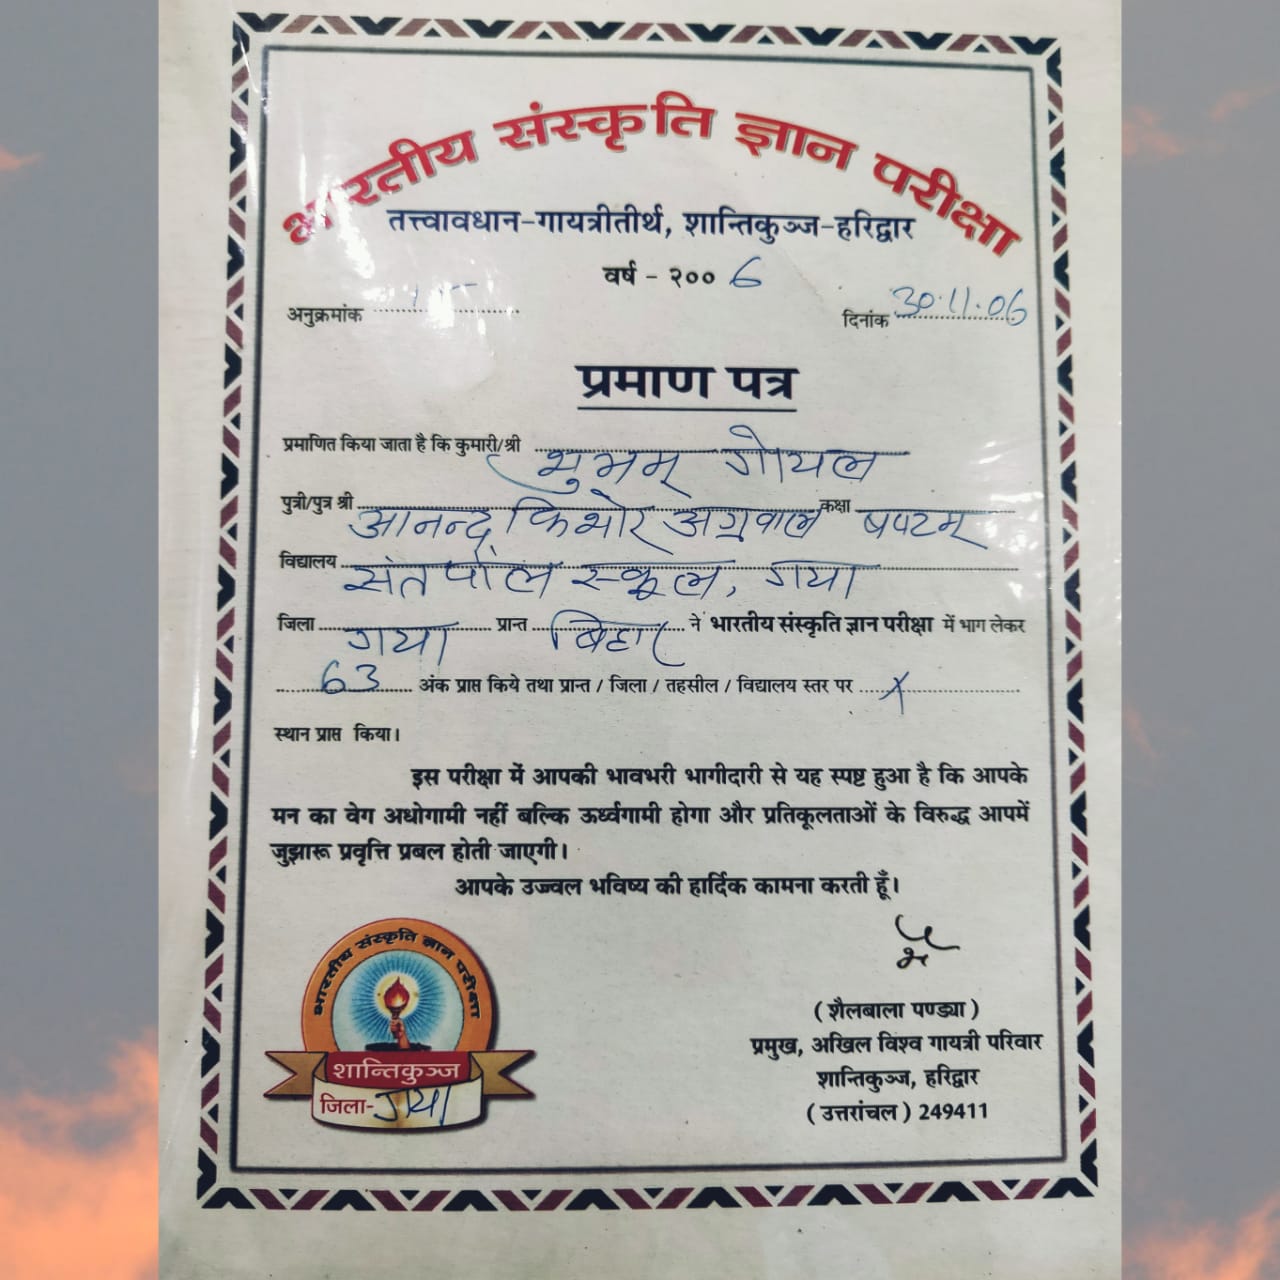 भारतीय संस्कृति ज्ञान परीक्षा
तत्त्वावधान-गायत्रीतीर्थ, शान्तिकुञ्ज-हरिद्वार
वर्ष - २००6
अनुक्रमांक
दिनांक 30.11.06
प्रमाण पत्र
प्रमाणित किया जाता है कि कुमारी/श्री शुभम् गोयल
पुत्री/पुत्र श्री आनन्द किशोर अग्रवाल कक्षा षष्टम्
विद्यालय संत पॉल स्कूल, गया
जिला गया प्रान्त बिहार ने भारतीय संस्कृति ज्ञान परीक्षा में भाग लेकर
63 अंक प्राप्त किये तथा प्रान्त / जिला / तहसील / विद्यालय स्तर पर X
स्थान प्राप्त किया।
इस परीक्षा में आपकी भावभरी भागीदारी से यह स्पष्ट हुआ है कि आपके
मन का वेग अधोगामी नहीं बल्कि ऊर्ध्वगामी होगा और प्रतिकूलताओं के विरुद्ध आपमें
जुझारू प्रवृत्ति प्रबल होती जाएगी।
आपके उज्वल भविष्य की हार्दिक कामना करती हूँ।
(शैलबाला पण्ड्या)
प्रमुख, अखिल विश्व गायत्री परिवार
शान्तिकुञ्ज, हरिद्वार
(उत्तरांचल) 249411
भारतीय संस्कृति ज्ञान परीक्षा
शान्तिकुञ्ज
जिला-गया